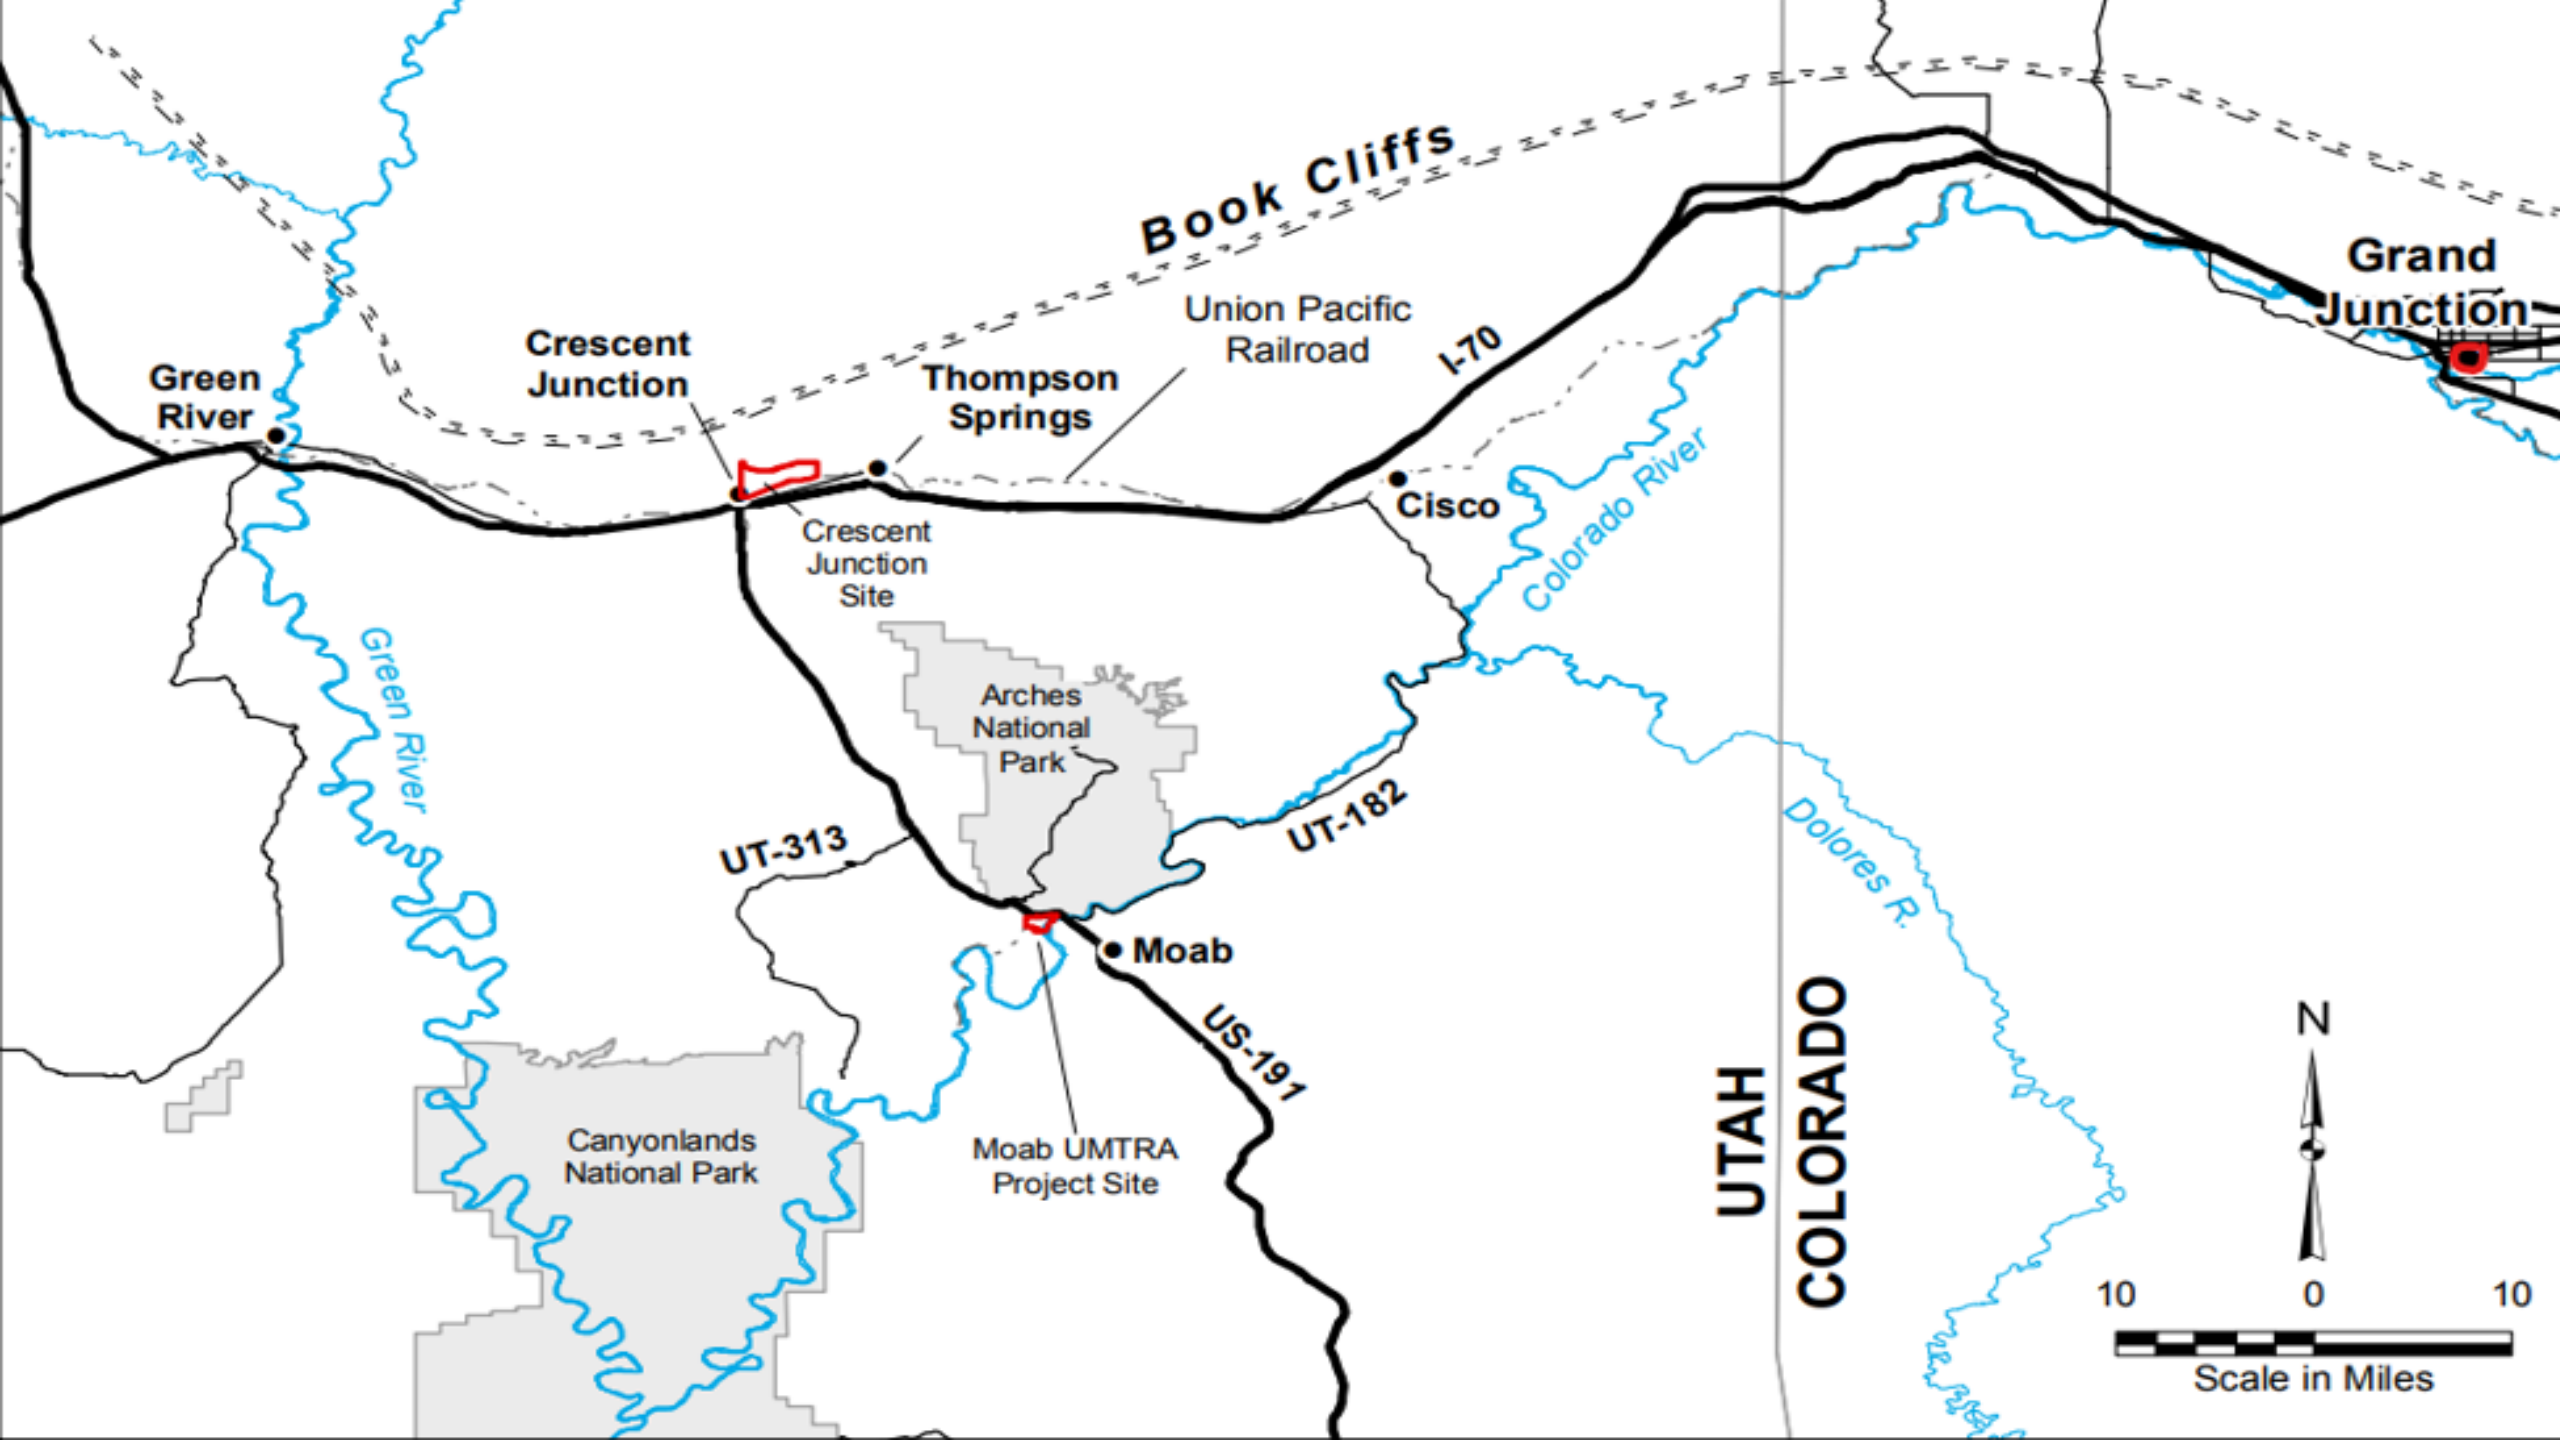 Book Cliffs
Grand
Junction
Union Pacific
Railroad
I-70
Crescent
Junction
Thompson
Springs
Green
River
Cisco
Colorado River
Crescent
Junction
Site
Green River
Arches
National
Park
UT-182
UT-313
Dolores R.
Moab
US-191
UTAH
COLORADO
N
Canyonlands
National Park
Moab UMTRA
Project Site
10 0 10
Scale in Miles